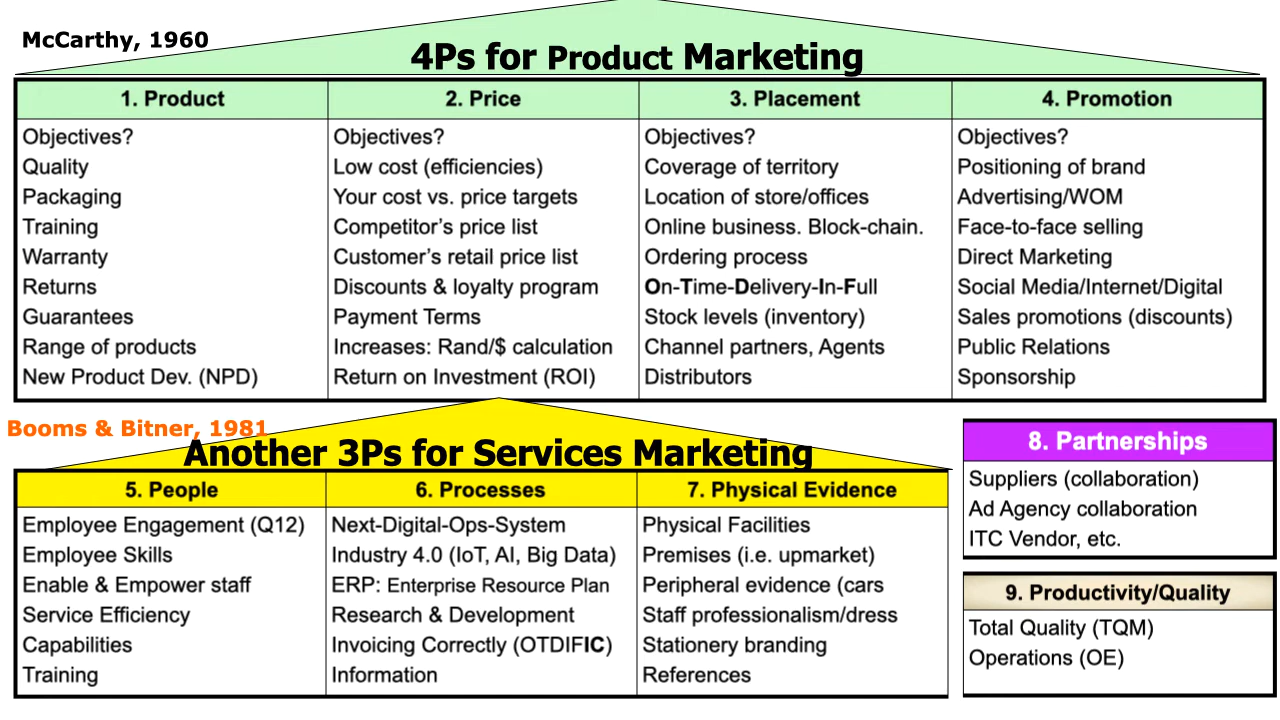 McCarthy, 1960
4Ps for Product Marketing
1. Product
Objectives?
Quality
Packaging
Training
Warranty
Returns
Guarantees
Range of products
New Product Dev. (NPD)
2. Price
Objectives?
Low cost (efficiencies)
Your cost vs. price targets
Competitor’s price list
Customer’s retail price list
Discounts & loyalty program
Payment Terms
Increases: Rand/$ calculation
Return on Investment (ROI)
3. Placement
Objectives?
Coverage of territory
Location of store/offices
Online business. Block-chain.
Ordering process
On-Time-Delivery-In-Full
Stock levels (inventory)
Channel partners, Agents
Distributors
4. Promotion
Objectives?
Positioning of brand
Advertising/WOM
Face-to-face selling
Direct Marketing
Social Media/Internet/Digital
Sales promotions (discounts)
Public Relations
Sponsorship
Booms & Bitner, 1981
Another 3Ps for Services Marketing
5. People
Employee Engagement (Q12)
Employee Skills
Enable & Empower staff
Service Efficiency
Capabilities
Training
6. Processes
Next-Digital-Ops-System
Industry 4.0 (IoT, AI, Big Data)
ERP: Enterprise Resource Plan
Research & Development
Invoicing Correctly (OTDIFIC)
Information
7. Physical Evidence
Physical Facilities
Premises (i.e. upmarket)
Peripheral evidence (cars
Staff professionalism/dress
Stationery branding
References
8. Partnerships
Suppliers (collaboration)
Ad Agency collaboration
ITC Vendor, etc.
9. Productivity/Quality
Total Quality (TQM)
Operations (OE)